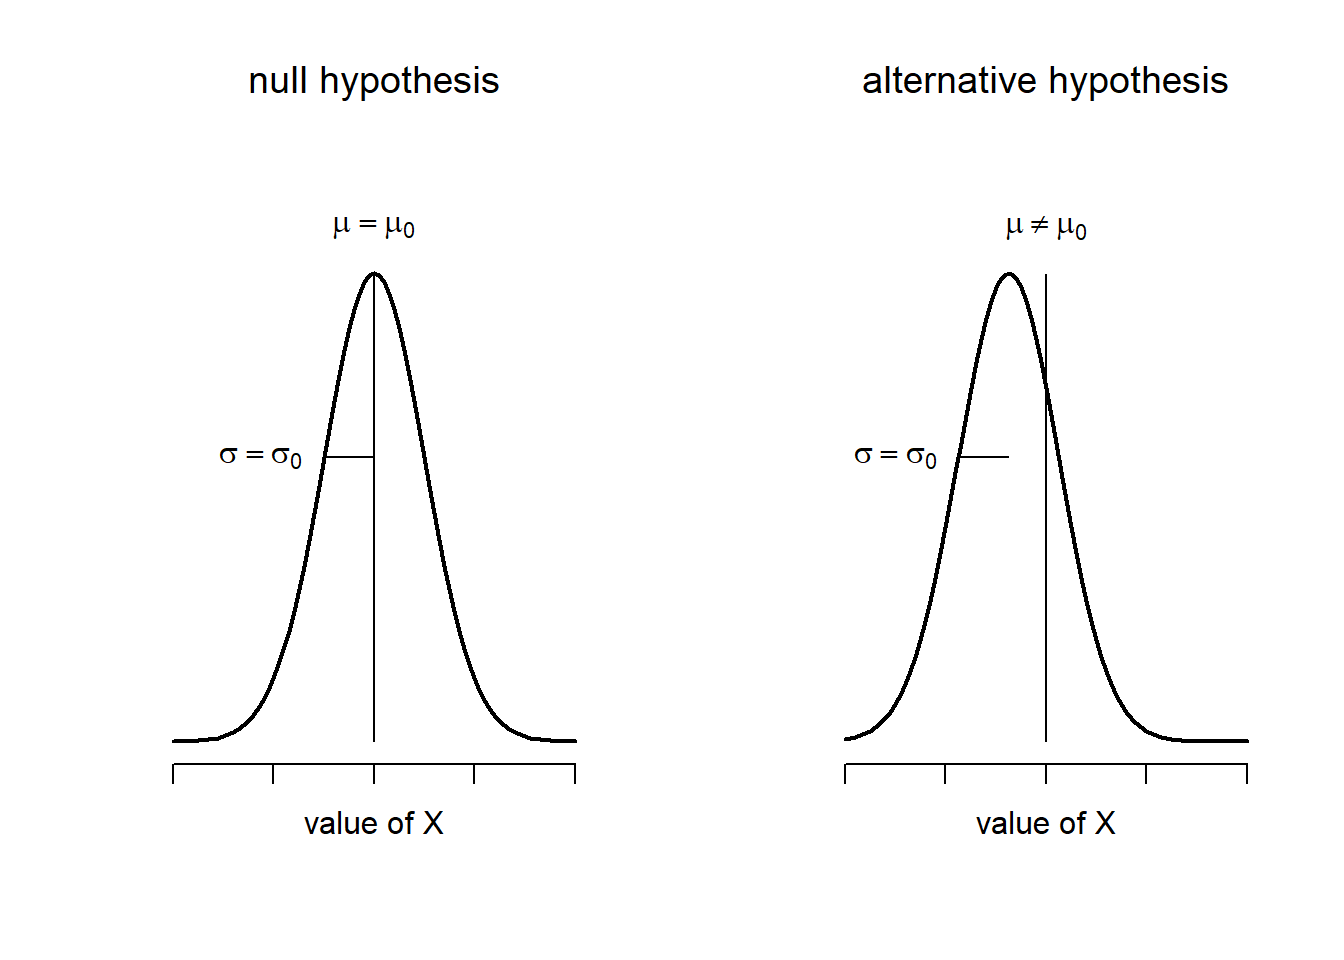 null hypothesis
μ = μ₀
σ = σ₀
value of X
alternative hypothesis
μ ≠ μ₀
σ = σ₀
value of X